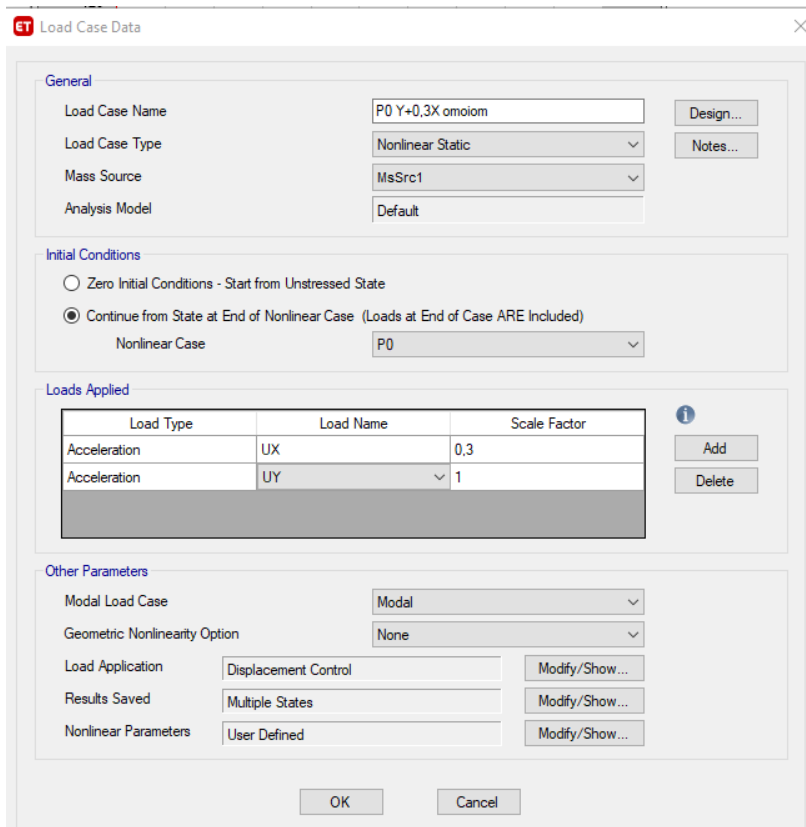 ET Load Case Data
General
Load Case Name P0 Y+0,3X omoiom Design...
Load Case Type Nonlinear Static Notes...
Mass Source MsSrc1
Analysis Model Default
Initial Conditions
Zero Initial Conditions - Start from Unstressed State
Continue from State at End of Nonlinear Case (Loads at End of Case ARE Included)
Nonlinear Case P0
Loads Applied
Load Type Load Name Scale Factor
Acceleration UX 0,3 Add
Acceleration UY 1 Delete
Other Parameters
Modal Load Case Modal
Geometric Nonlinearity Option None
Load Application Displacement Control Modify/Show...
Results Saved Multiple States Modify/Show...
Nonlinear Parameters User Defined Modify/Show...
OK Cancel